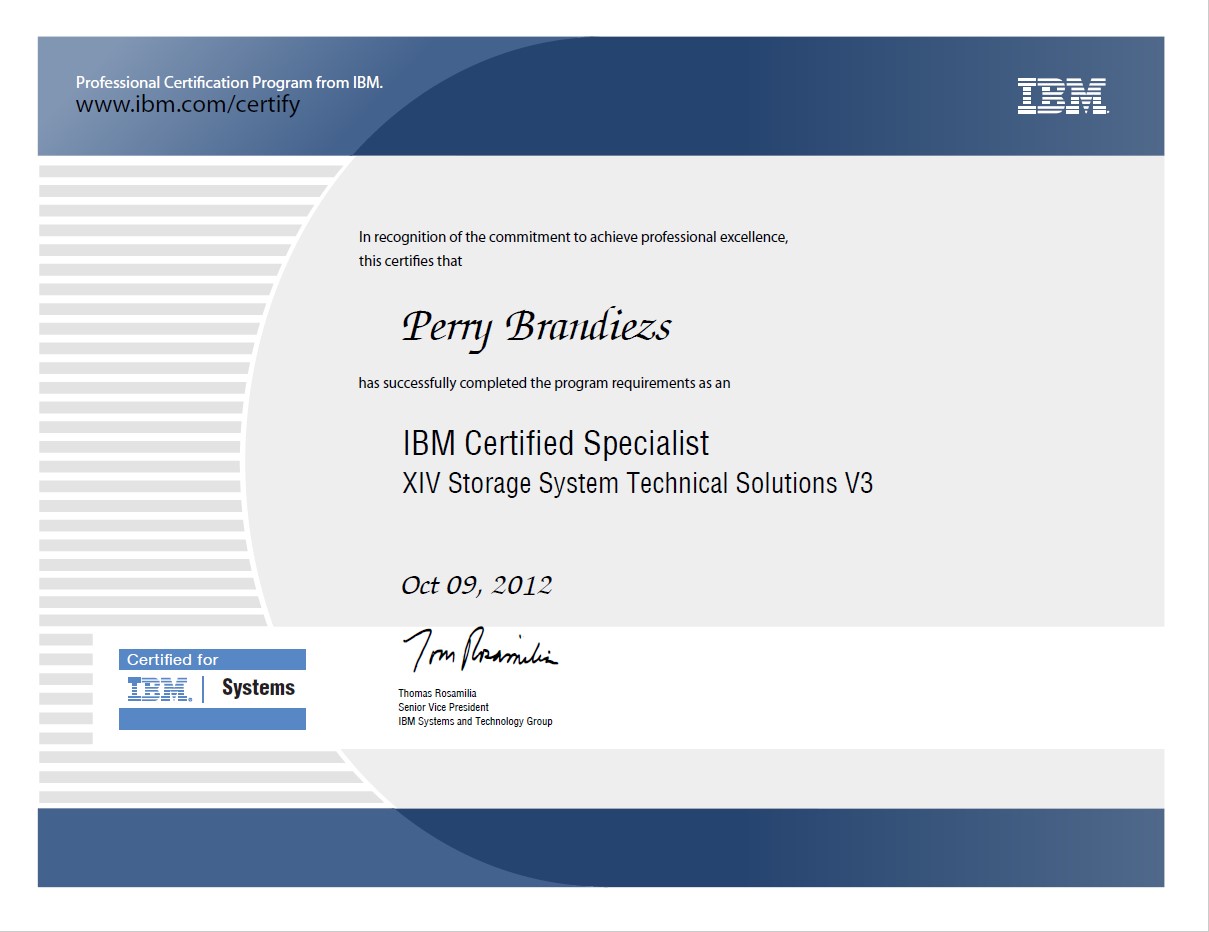 Professional Certification Program from IBM.
www.ibm.com/certify
IBM.
In recognition of the commitment to achieve professional excellence,
this certifies that
Perry Brandiezs
has successfully completed the program requirements as an
IBM Certified Specialist
XIV Storage System Technical Solutions V3
Oct 09, 2012
Tom Rosamilia
Certified for
IBM. | Systems
Thomas Rosamilia
Senior Vice President
IBM Systems and Technology Group